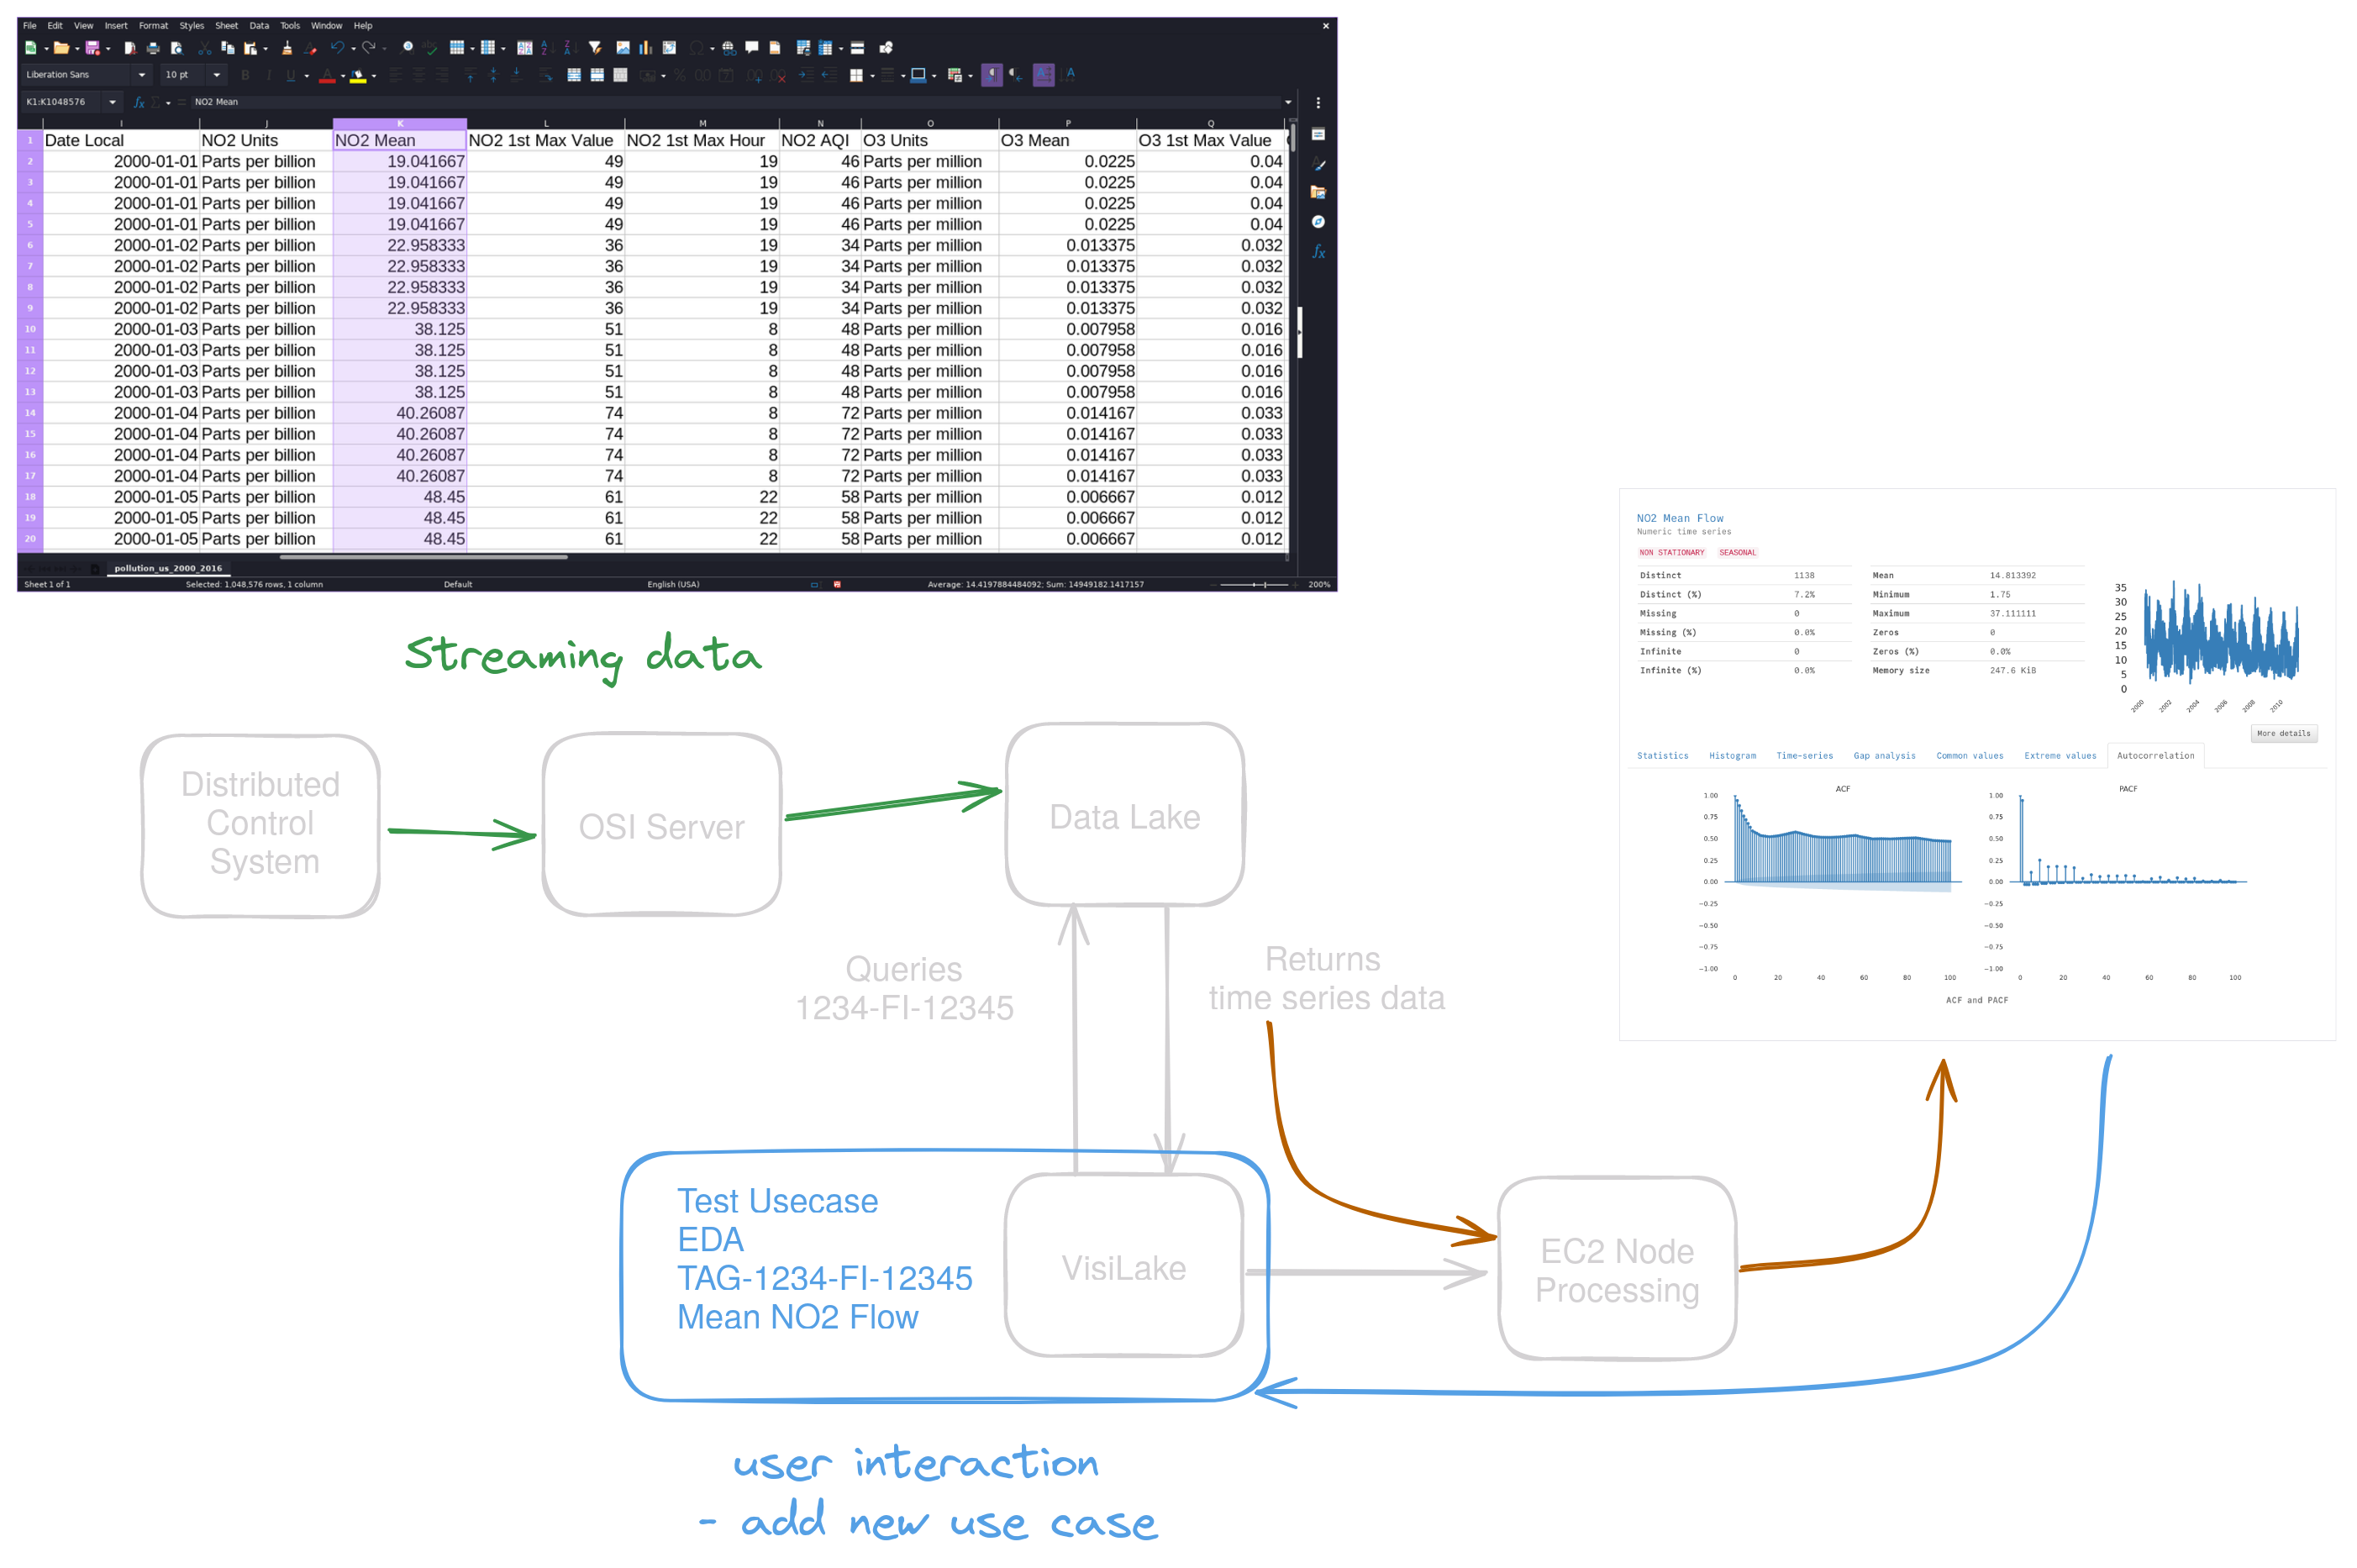 File Edit View Insert Format Styles Sheet Data Tools Window Help
Liberation Sans 10 pt
K1:K1048576 NO2 Mean
I J K L M N O P Q
1 Date Local NO2 Units NO2 Mean NO2 1st Max Value NO2 1st Max Hour NO2 AQI O3 Units O3 Mean O3 1st Max Value
2 2000-01-01 Parts per billion 19.041667 49 19 46 Parts per million 0.0225 0.04
3 2000-01-01 Parts per billion 19.041667 49 19 46 Parts per million 0.0225 0.04
4 2000-01-01 Parts per billion 19.041667 49 19 46 Parts per million 0.0225 0.04
5 2000-01-01 Parts per billion 19.041667 49 19 46 Parts per million 0.0225 0.04
6 2000-01-02 Parts per billion 22.958333 36 19 34 Parts per million 0.013375 0.032
7 2000-01-02 Parts per billion 22.958333 36 19 34 Parts per million 0.013375 0.032
8 2000-01-02 Parts per billion 22.958333 36 19 34 Parts per million 0.013375 0.032
9 2000-01-02 Parts per billion 22.958333 36 19 34 Parts per million 0.013375 0.032
10 2000-01-03 Parts per billion 38.125 51 8 48 Parts per million 0.007958 0.016
11 2000-01-03 Parts per billion 38.125 51 8 48 Parts per million 0.007958 0.016
12 2000-01-03 Parts per billion 38.125 51 8 48 Parts per million 0.007958 0.016
13 2000-01-03 Parts per billion 38.125 51 8 48 Parts per million 0.007958 0.016
14 2000-01-04 Parts per billion 40.26087 74 8 72 Parts per million 0.014167 0.033
15 2000-01-04 Parts per billion 40.26087 74 8 72 Parts per million 0.014167 0.033
16 2000-01-04 Parts per billion 40.26087 74 8 72 Parts per million 0.014167 0.033
17 2000-01-04 Parts per billion 40.26087 74 8 72 Parts per million 0.014167 0.033
18 2000-01-05 Parts per billion 48.45 61 22 58 Parts per million 0.006667 0.012
19 2000-01-05 Parts per billion 48.45 61 22 58 Parts per million 0.006667 0.012
20 2000-01-05 Parts per billion 48.45 61 22 58 Parts per million 0.006667 0.012
pollution_us_2000_2016
Sheet 1 of 1 Selected: 1,048,576 rows, 1 column Default English (USA) Average: 14.4197884484092; Sum: 14949182.1417157 200%
Streaming data
Distributed
Control
System
OSI Server
Data Lake
Queries
1234-FI-12345
Returns
time series data
NO2 Mean Flow
Numeric time series
NON STATIONARY SEASONAL
Distinct 1138 Mean 14.813392
Distinct (%) 7.2% Minimum 1.75
Missing 0 Maximum 37.111111
Missing (%) 0.0% Zeros 0
Infinite 0 Zeros (%) 0.0%
Infinite (%) 0.0% Memory size 247.6 KiB
35
30
25
20
15
10
5
0
2000 2002 2004 2006 2008 2010
More details
Statistics Histogram Time-series Gap analysis Common values Extreme values Autocorrelation
ACF PACF
1.00 1.00
0.75 0.75
0.50 0.50
0.25 0.25
0.00 0.00
−0.25 −0.25
−0.50 −0.50
−0.75 −0.75
−1.00 −1.00
0 20 40 60 80 100 0 20 40 60 80 100
ACF and PACF
Test Usecase
EDA
TAG-1234-FI-12345
Mean NO2 Flow
VisiLake
EC2 Node
Processing
user interaction
- add new use case